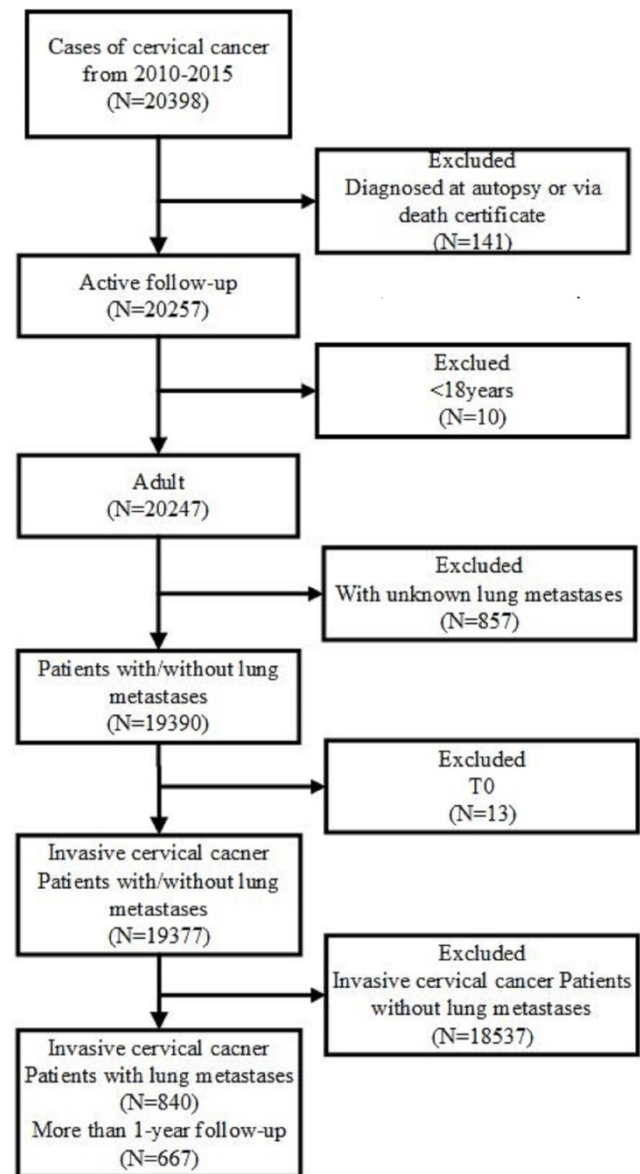 Cases of cervical cancer
from 2010-2015
(N=20398)
Excluded
Diagnosed at autopsy or via
death certificate
(N=141)
Active follow-up
(N=20257)
Exclued
<18years
(N=10)
Adult
(N=20247)
Excluded
With unknown lung metastases
(N=857)
Patients with/without lung
metastases
(N=19390)
Excluded
T0
(N=13)
Invasive cervical cacner
Patients with/without lung
metastases
(N=19377)
Excluded
Invasive cervical cancer Patients
without lung metastases
(N=18537)
Invasive cervical cacner
Patients with lung metastases
(N=840)
More than 1-year follow-up
(N=667)